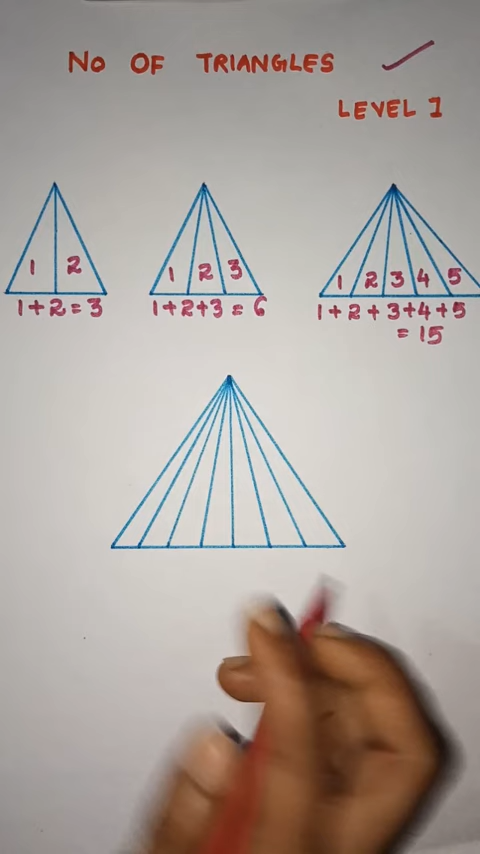 No OF TRIANGLES
LEVEL 1
1 2
1+2=3
1 2 3
1+2+3= 6
1 2 3 4 5
1+2+3+4+5
= 15